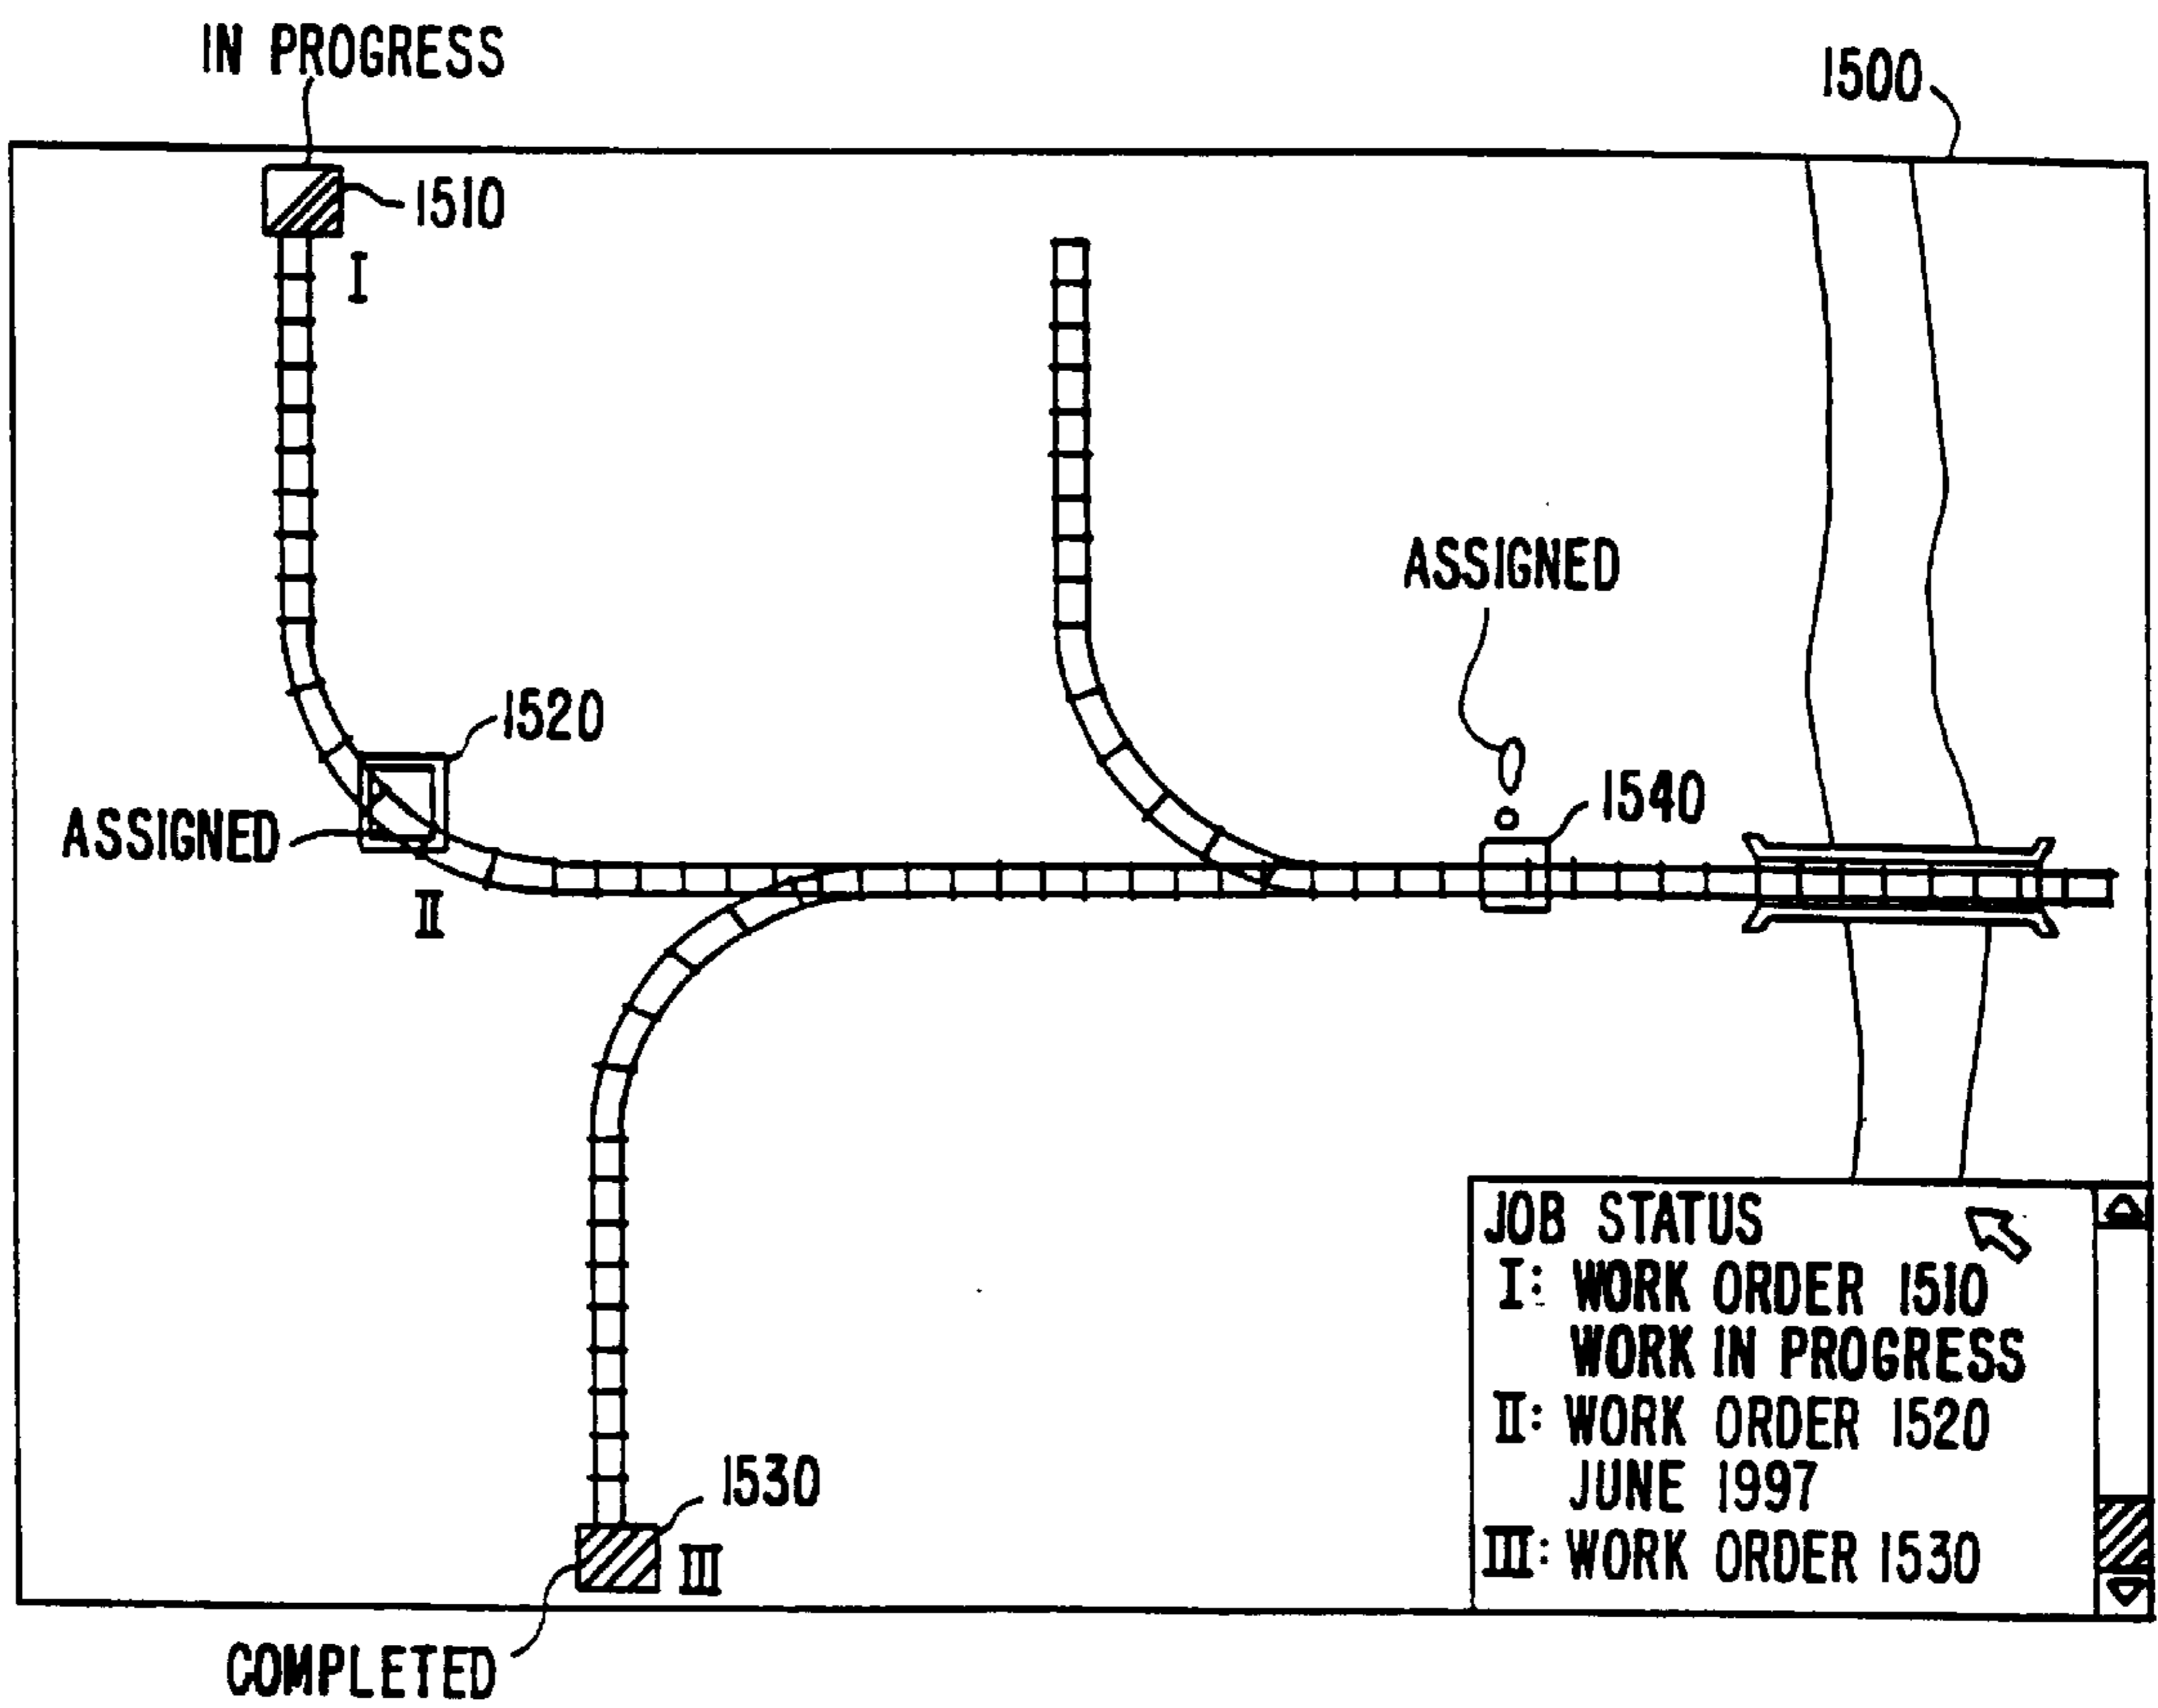 IN PROGRESS
1500
1510
I
ASSIGNED
1520
1540
ASSIGNED
II
JOB STATUS
I: WORK ORDER 1510
WORK IN PROGRESS
II: WORK ORDER 1520
JUNE 1997
III: WORK ORDER 1530
1530
III
COMPLETED